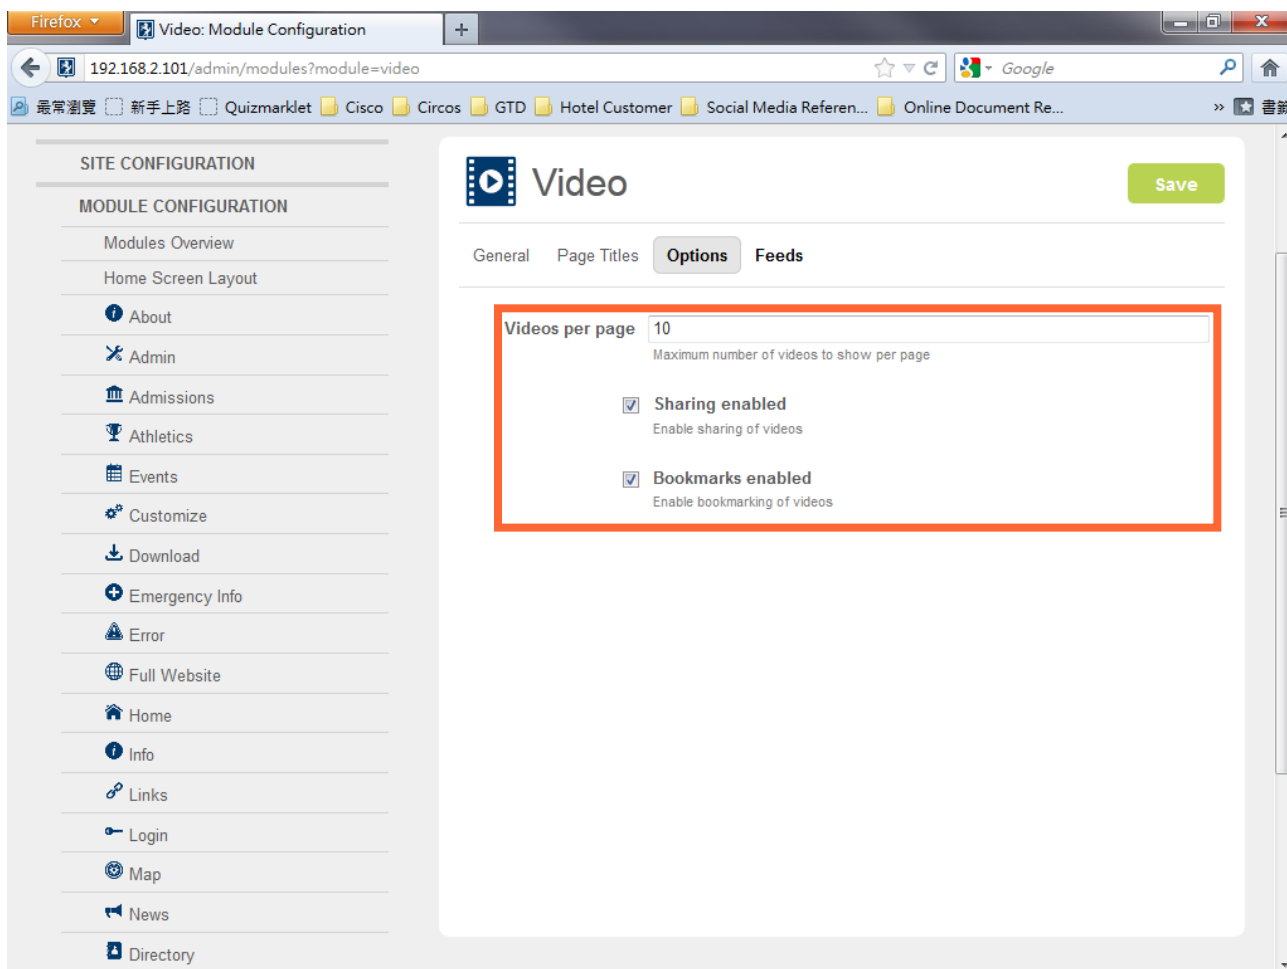 Firefox
Video: Module Configuration
192.168.2.101/admin/modules?module=video
Google
最常瀏覽 新手上路 Quizmarklet Cisco Circos GTD Hotel Customer Social Media Referen... Online Document Re... »
SITE CONFIGURATION
MODULE CONFIGURATION
Modules Overview
Home Screen Layout
About
Admin
Admissions
Athletics
Events
Customize
Download
Emergency Info
Error
Full Website
Home
Info
Links
Login
Map
News
Directory
Video
Save
General Page Titles Options Feeds
Videos per page 10
Maximum number of videos to show per page
Sharing enabled
Enable sharing of videos
Bookmarks enabled
Enable bookmarking of videos